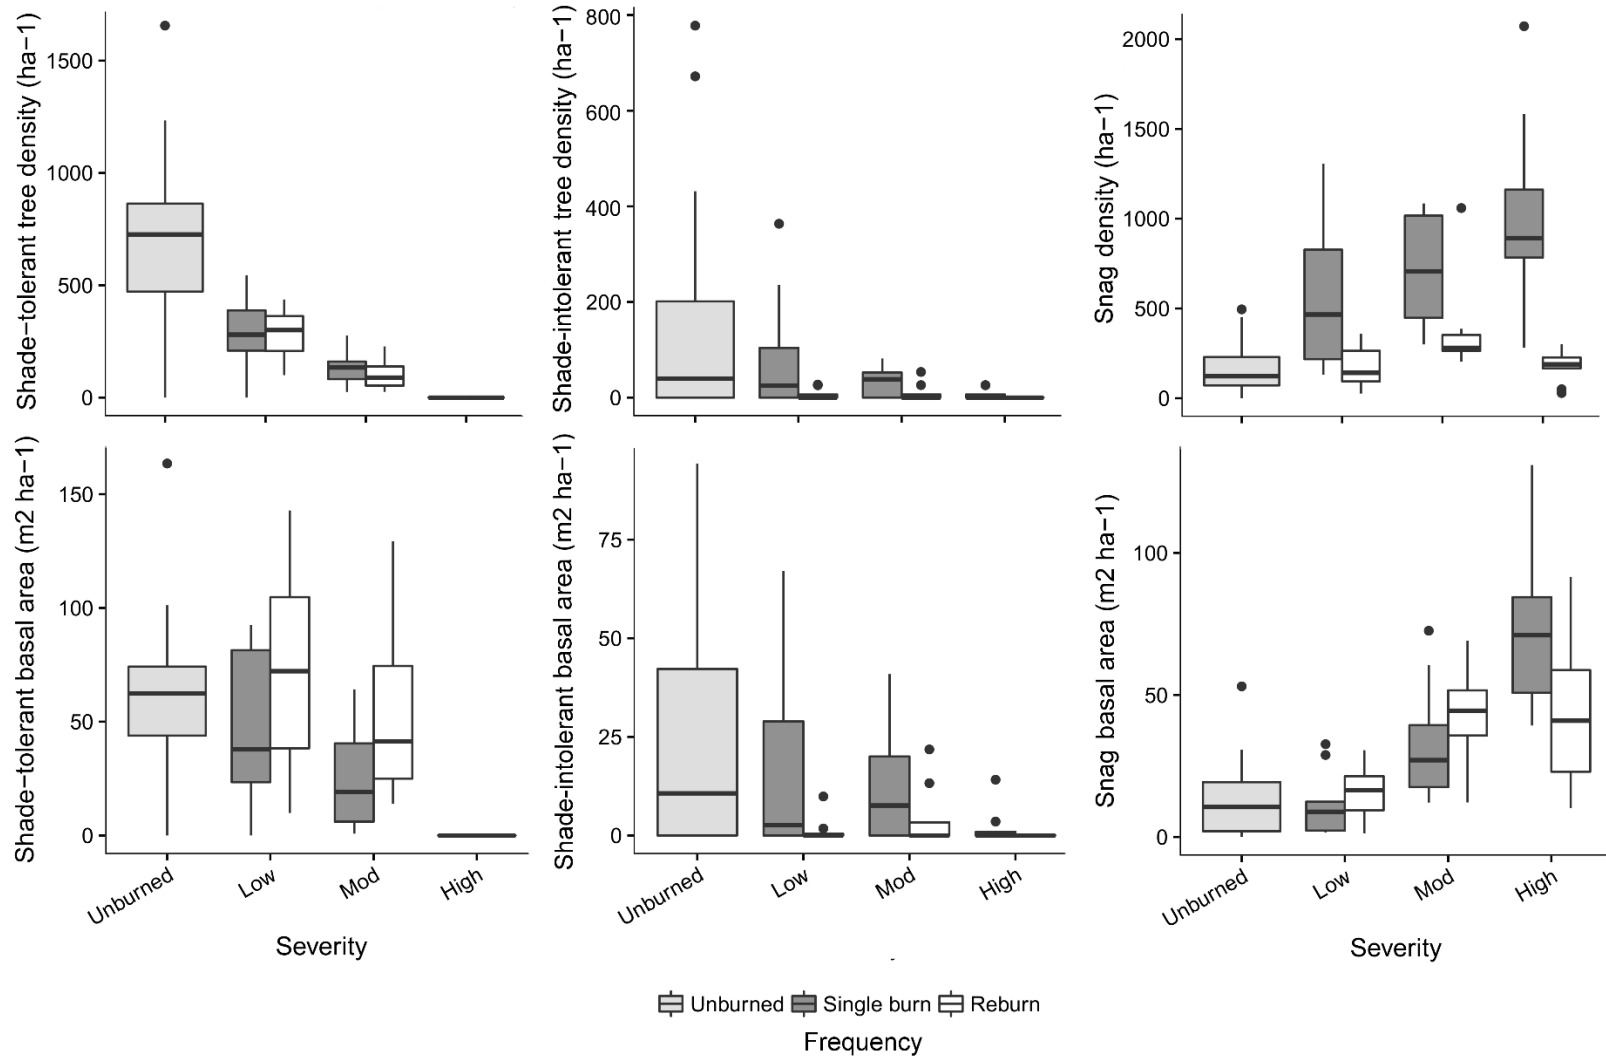 Shade−tolerant tree density (ha−1)
1500
1000
500
0
Shade−intolerant tree density (ha−1)
800
600
400
200
0
Snag density (ha−1)
2000
1500
1000
500
0
Shade−tolerant basal area (m2 ha−1)
150
100
50
0
Unburned Low Mod High
Severity
Shade−intolerant basal area (m2 ha−1)
75
50
25
0
Unburned Low Mod High
Snag basal area (m2 ha−1)
100
50
0
Unburned Low Mod High
Severity
Unburned Single burn Reburn
Frequency